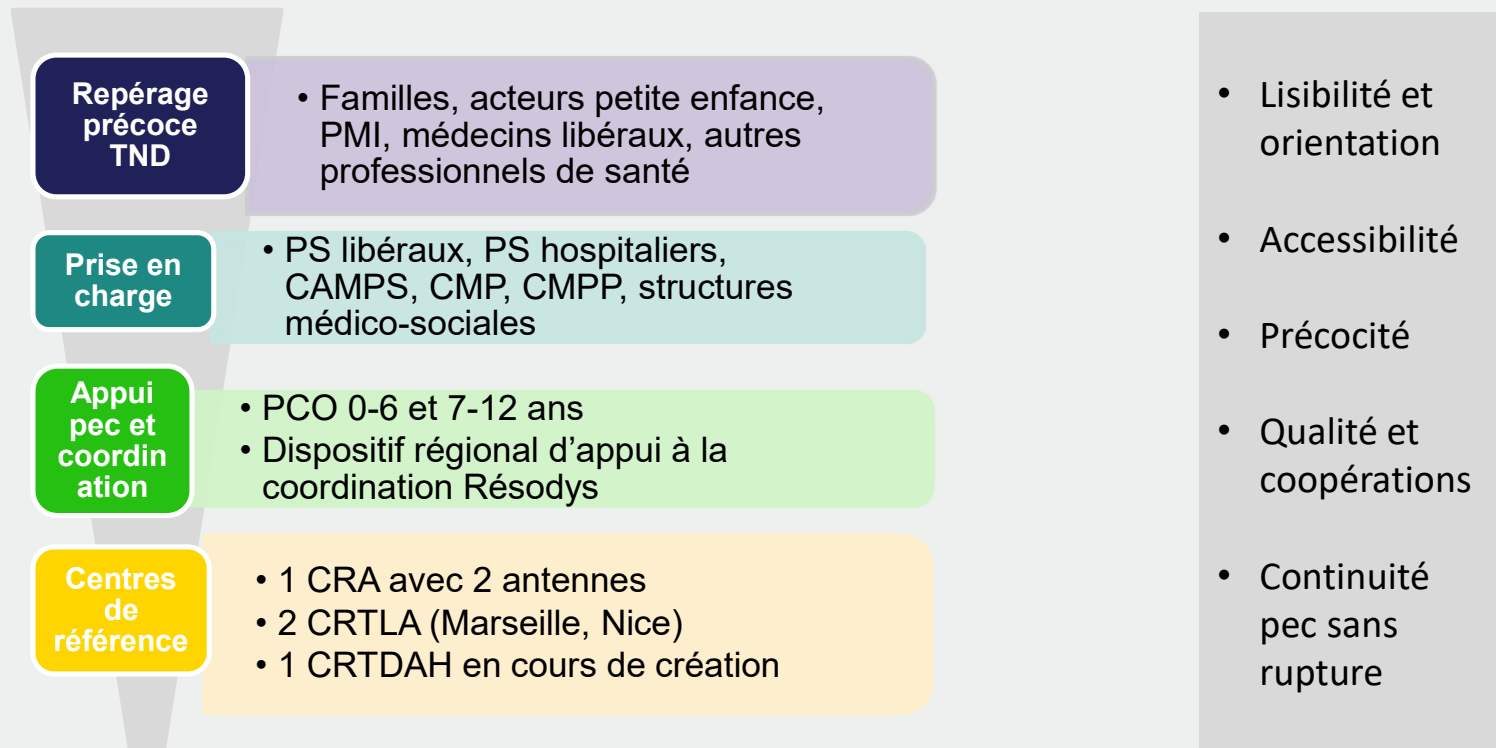 Repérage
précoce
TND
• Familles, acteurs petite enfance,
PMI, médecins libéraux, autres
professionnels de santé
Prise en
charge
• PS libéraux, PS hospitaliers,
CAMPS, CMP, CMPP, structures
médico-sociales
Appui
pec et
coordin
ation
• PCO 0-6 et 7-12 ans
• Dispositif régional d’appui à la
coordination Résodys
Centres
de
référence
• 1 CRA avec 2 antennes
• 2 CRTLA (Marseille, Nice)
• 1 CRTDAH en cours de création
• Lisibilité et
orientation
• Accessibilité
• Précocité
• Qualité et
coopérations
• Continuité
pec sans
rupture